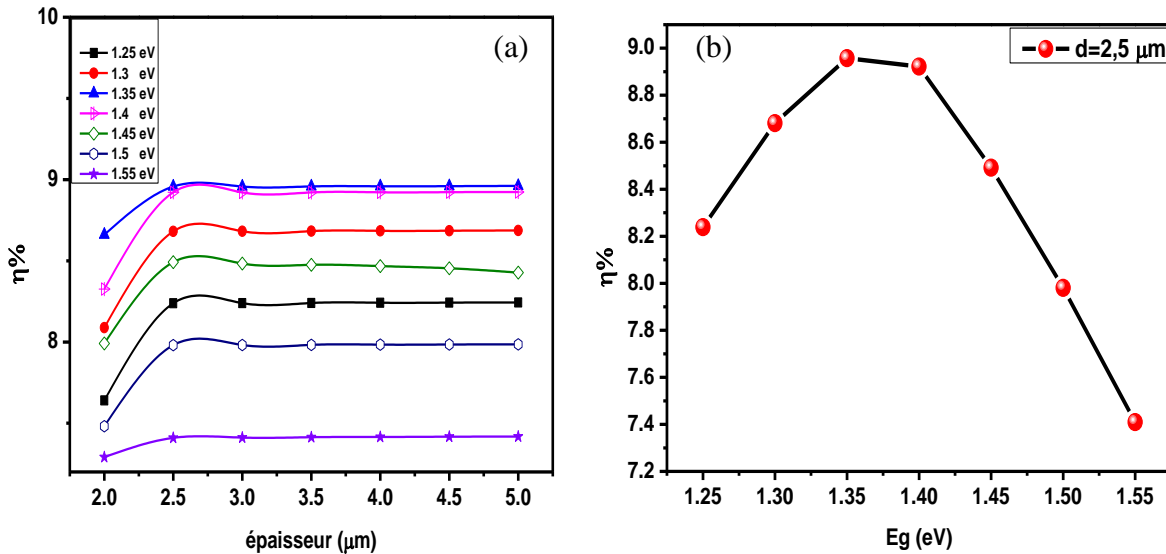 (a)
1.25 eV
1.3 eV
1.35 eV
1.4 eV
1.45 eV
1.5 eV
1.55 eV
10
9
8
η%
2.0 2.5 3.0 3.5 4.0 4.5 5.0
épaisseur (μm)
(b)
d=2,5 μm
9.0
8.8
8.6
8.4
8.2
8.0
7.8
7.6
7.4
7.2
η%
1.25 1.30 1.35 1.40 1.45 1.50 1.55
Eg (eV)